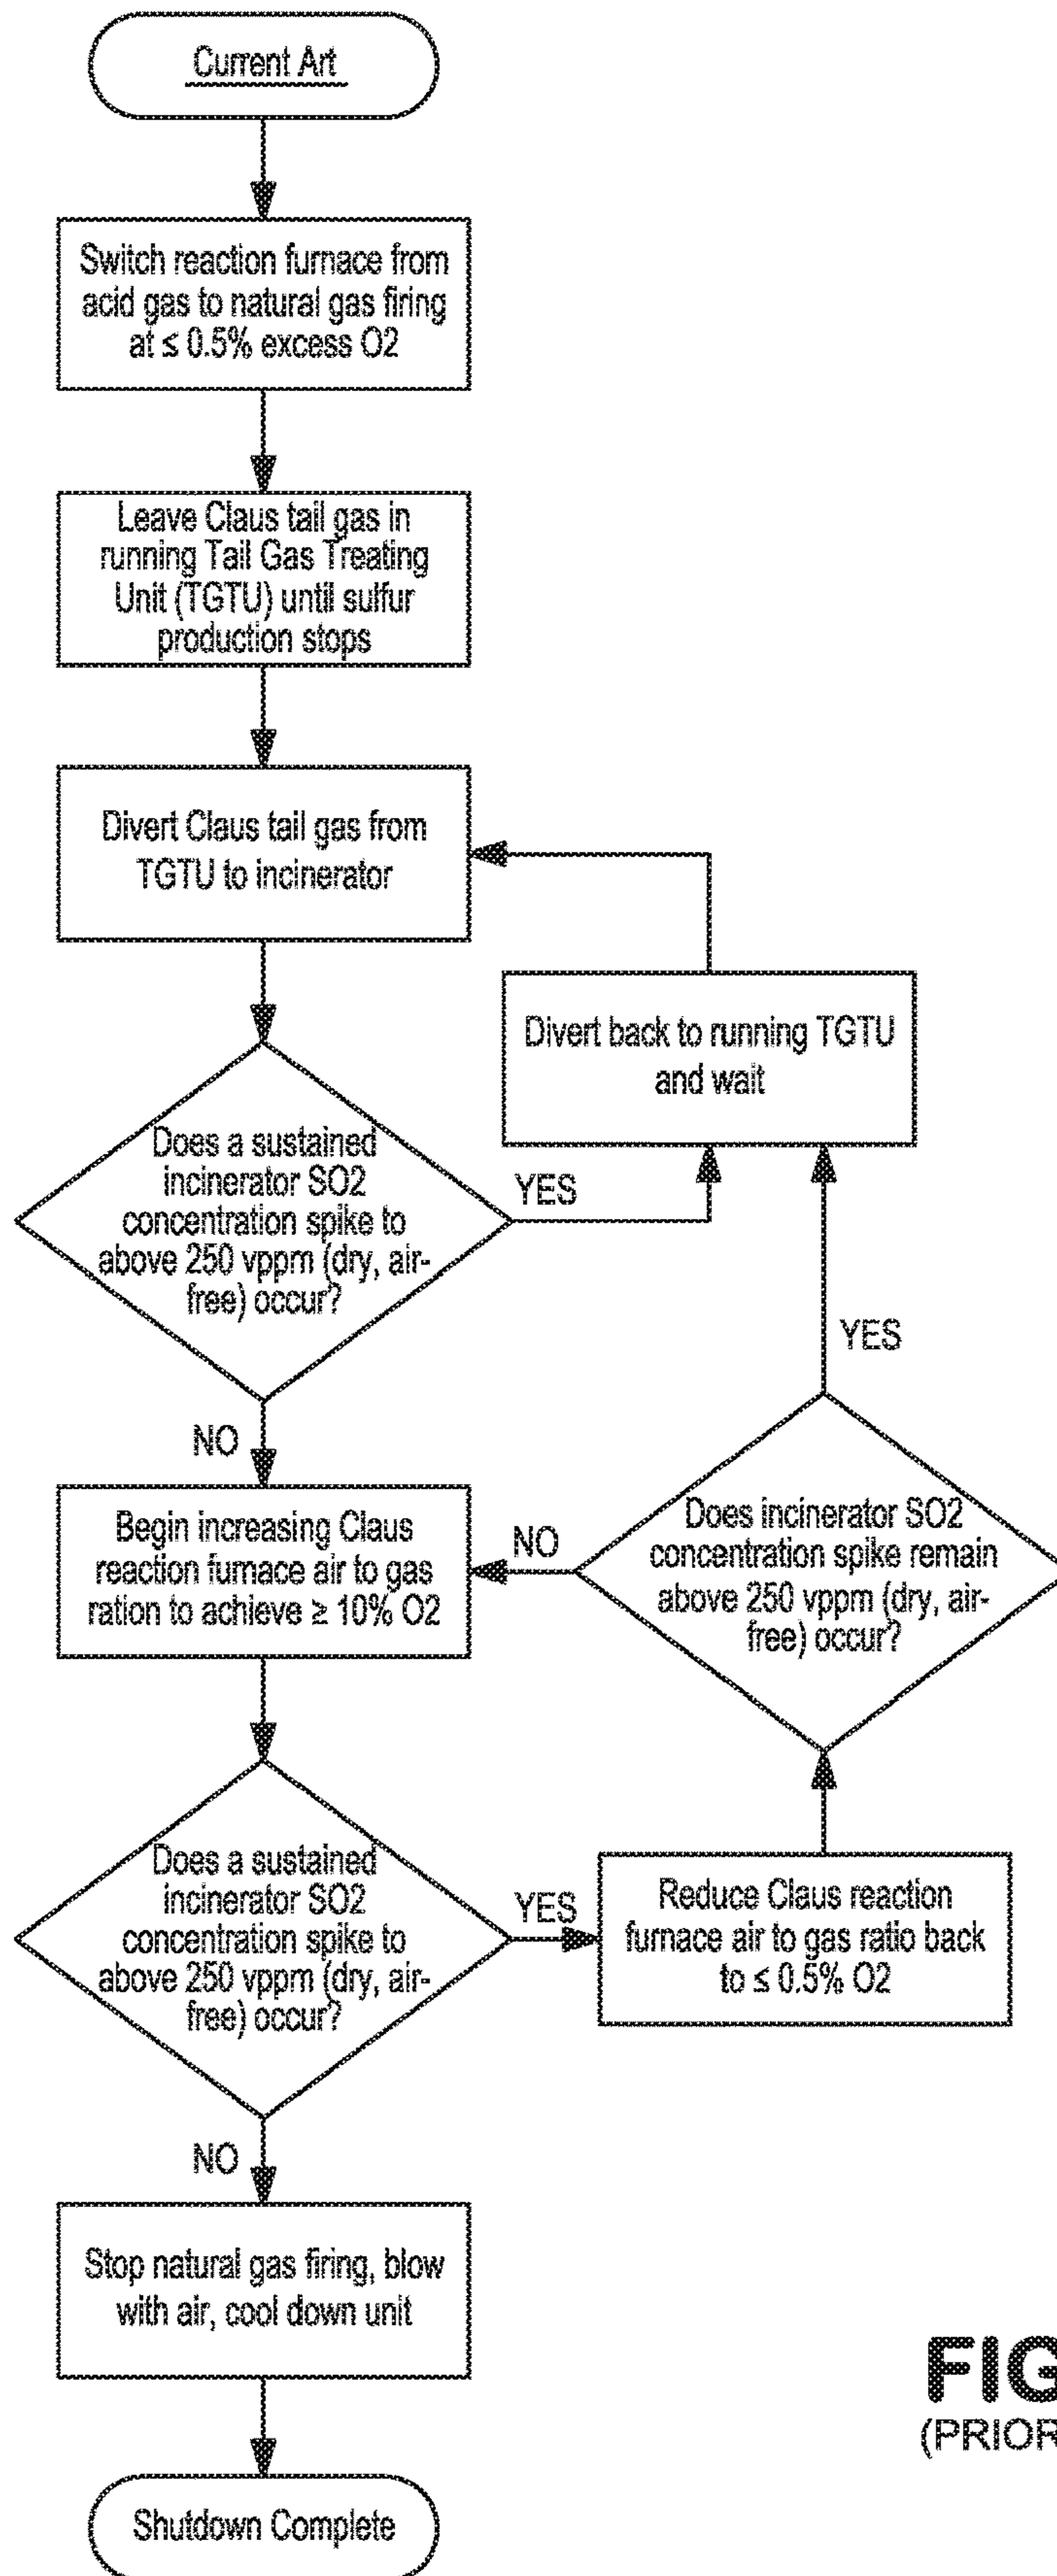 Current Art
Switch reaction furnace from
acid gas to natural gas firing
at ≤ 0.5% excess O2
Leave Claus tail gas in
running Tail Gas Treating
Unit (TGTU) until sulfur
production stops
Divert Claus tail gas from
TGTU to incinerator
Divert back to running TGTU
and wait
Does a sustained
incinerator SO2
concentration spike to
above 250 vppm (dry, air-
free) occur?
YES
YES
NO
Begin increasing Claus
reaction furnace air to gas
ration to achieve ≥ 10% O2
NO
Does incinerator SO2
concentration spike remain
above 250 vppm (dry, air-
free) occur?
Does a sustained
incinerator SO2
concentration spike to
above 250 vppm (dry, air-
free) occur?
YES
Reduce Claus reaction
furnace air to gas ratio back
to ≤ 0.5% O2
NO
Stop natural gas firing, blow
with air, cool down unit
FIG
(PRIOR
Shutdown Complete